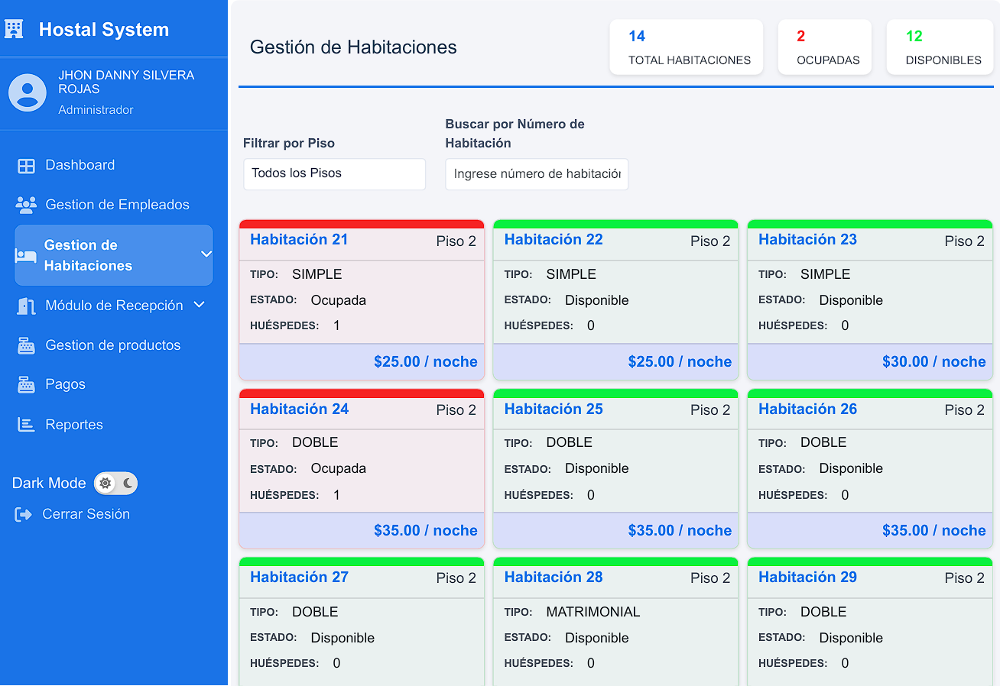 Hostal System
JHON DANNY SILVERA
ROJAS
Administrador
Dashboard
Gestion de Empleados
Gestion de
Habitaciones
Módulo de Recepción
Gestion de productos
Pagos
Reportes
Dark Mode
Cerrar Sesión
Gestión de Habitaciones
14
TOTAL HABITACIONES
2
OCUPADAS
12
DISPONIBLES
Filtrar por Piso
Todos los Pisos
Buscar por Número de
Habitación
Ingrese número de habitación
Habitación 21 Piso 2
TIPO: SIMPLE
ESTADO: Ocupada
HUÉSPEDES: 1
$25.00 / noche
Habitación 22 Piso 2
TIPO: SIMPLE
ESTADO: Disponible
HUÉSPEDES: 0
$25.00 / noche
Habitación 23 Piso 2
TIPO: SIMPLE
ESTADO: Disponible
HUÉSPEDES: 0
$30.00 / noche
Habitación 24 Piso 2
TIPO: DOBLE
ESTADO: Ocupada
HUÉSPEDES: 1
$35.00 / noche
Habitación 25 Piso 2
TIPO: DOBLE
ESTADO: Disponible
HUÉSPEDES: 0
$35.00 / noche
Habitación 26 Piso 2
TIPO: DOBLE
ESTADO: Disponible
HUÉSPEDES: 0
$35.00 / noche
Habitación 27 Piso 2
TIPO: DOBLE
ESTADO: Disponible
HUÉSPEDES: 0
Habitación 28 Piso 2
TIPO: MATRIMONIAL
ESTADO: Disponible
HUÉSPEDES: 0
Habitación 29 Piso 2
TIPO: DOBLE
ESTADO: Disponible
HUÉSPEDES: 0